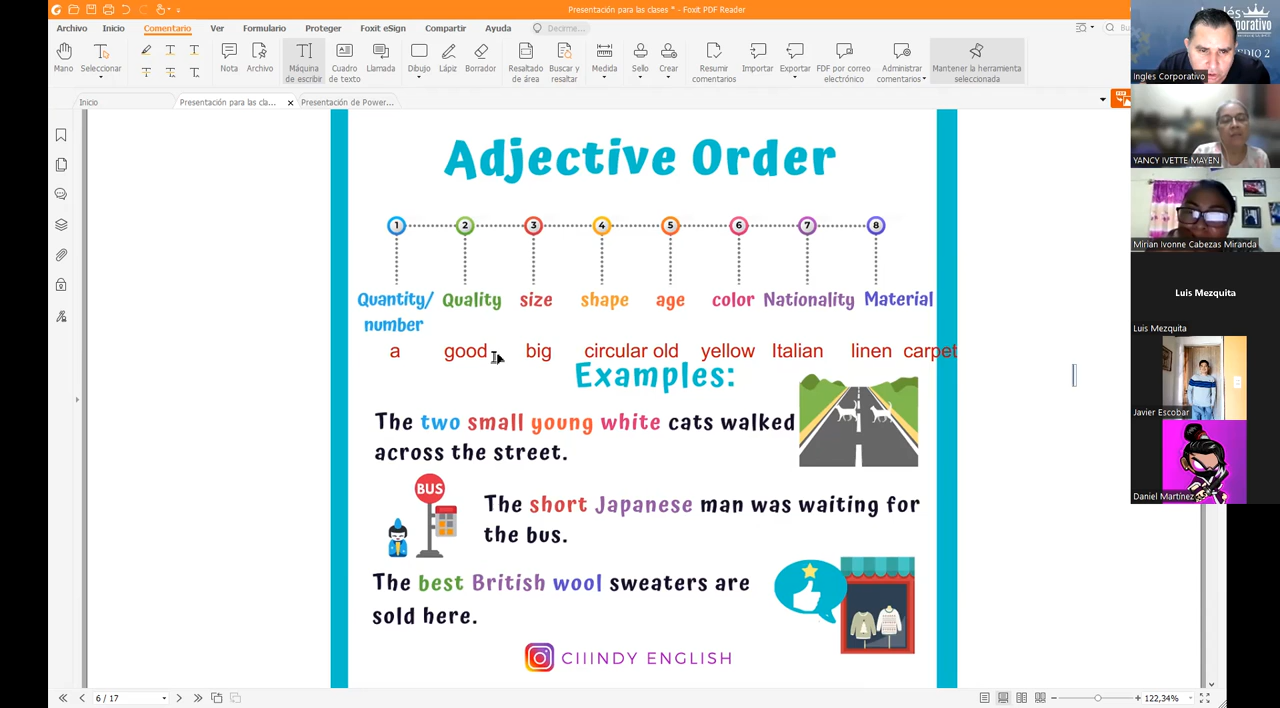 Presentación para las clases * - Foxit PDF Reader
Archivo Inicio Comentario Ver Formulario Proteger Foxit eSign Compartir Ayuda Decirme...
Mano Seleccionar Nota Archivo Máquina de escribir Cuadro de texto Llamada Dibujo Lápiz Borrador Resaltado de área Buscar y resaltar Medida Sello Crear Resumir comentarios Importar Exportar FDF por correo electrónico Administrar comentarios Mantener la herramienta seleccionada
Inicio Presentación para las cla... Presentación de Power...
Adjective Order
1 2 3 4 5 6 7 8
Quantity/ Quality size shape age color Nationality Material
number
a good big circular old yellow Italian linen carpet
Examples:
The two small young white cats walked
across the street.
BUS
The short Japanese man was waiting for
the bus.
The best British wool sweaters are
sold here.
CIIINDY ENGLISH
6 / 17
122,34%
Ingles Corporativo
YANCY IVETTE MAYEN
Mirian Ivonne Cabezas Miranda
Luis Mezquita
Luis Mezquita
Javier Escobar
Daniel Martínez